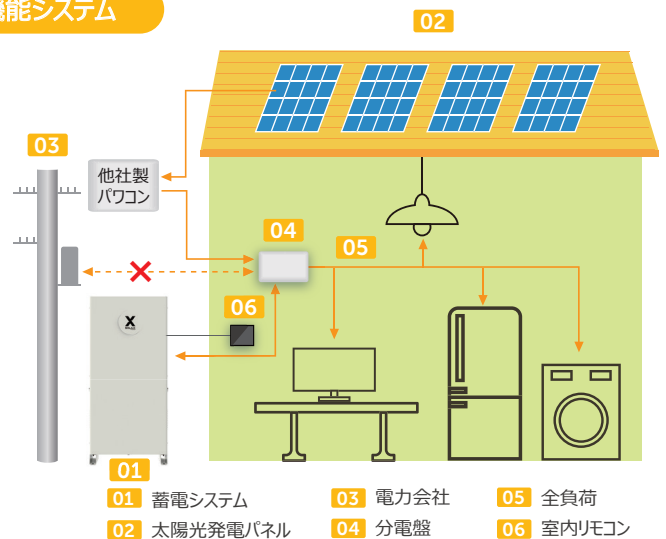 機能システム
02
03
他社製
パワコン
04
05
06
X
01
01 蓄電システム
03 電力会社
05 全負荷
02 太陽光発電パネル
04 分電盤
06 室内リモコン